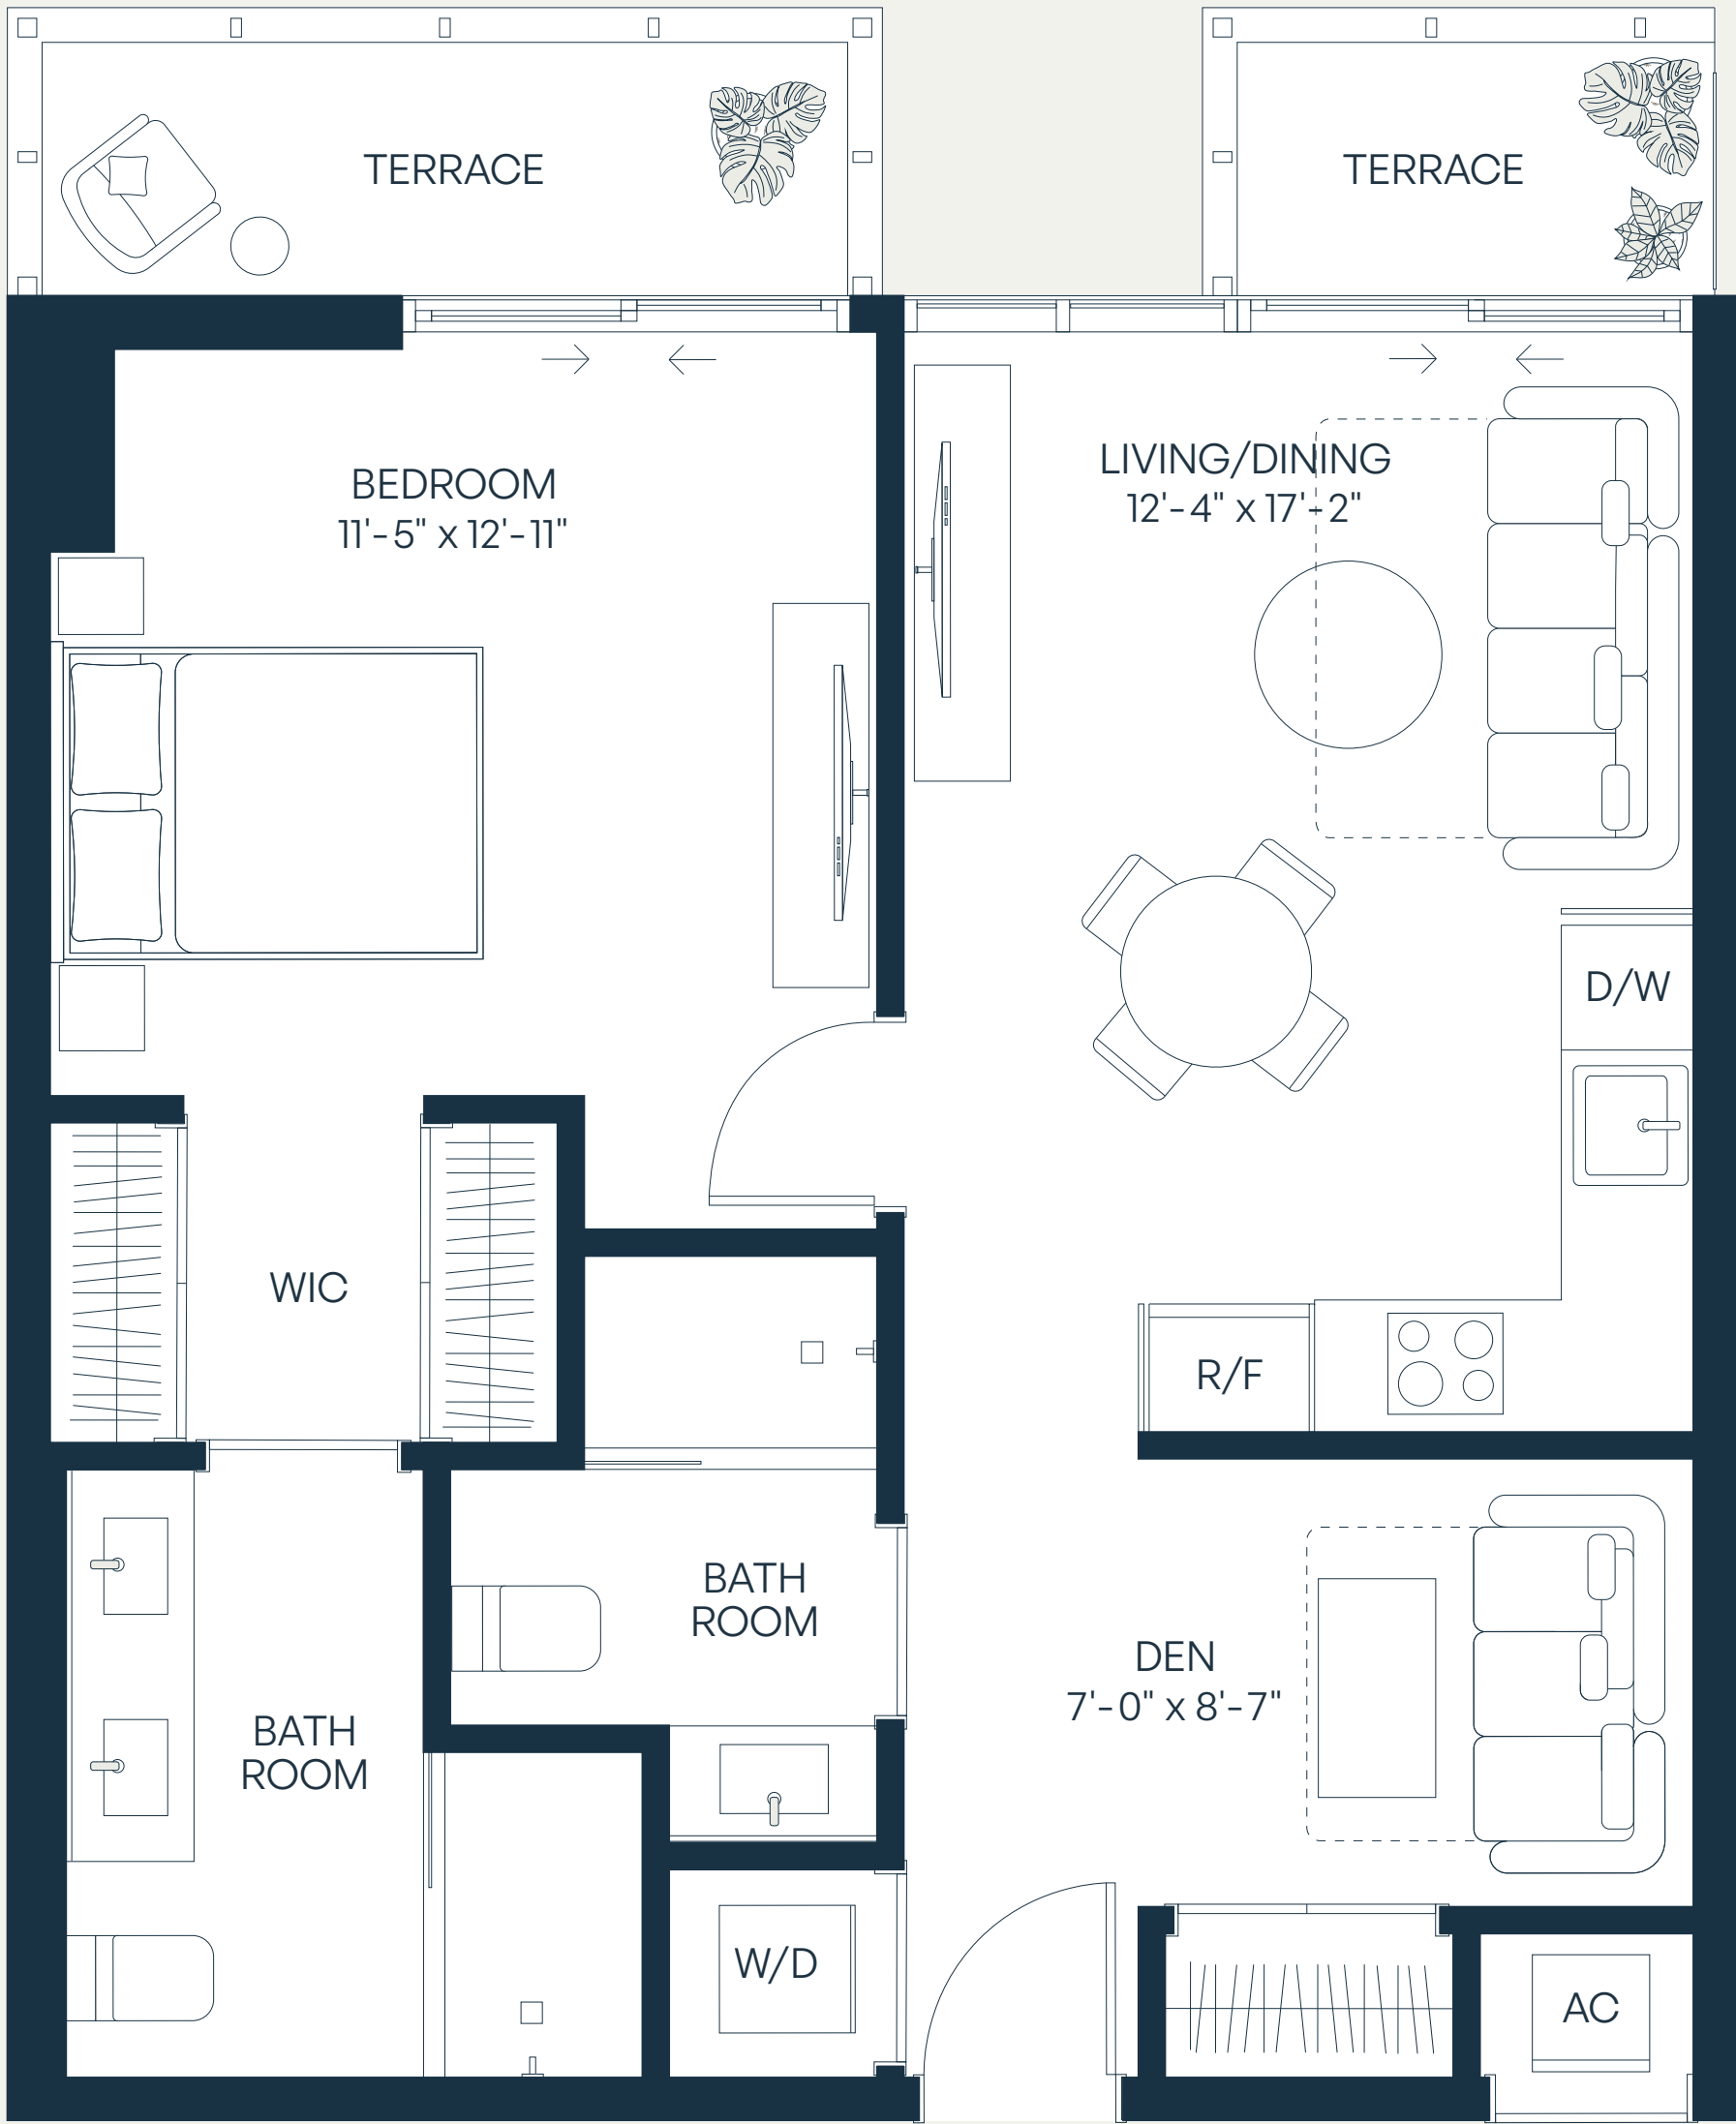 TERRACE
TERRACE
BEDROOM
11'-5" X 12'-11"
LIVING/DINING
12'-4" X 17'-2"
D/W
WIC
R/F
BATH
ROOM
DEN
7'-0" X 8'-7"
BATH
ROOM
W/D
AC